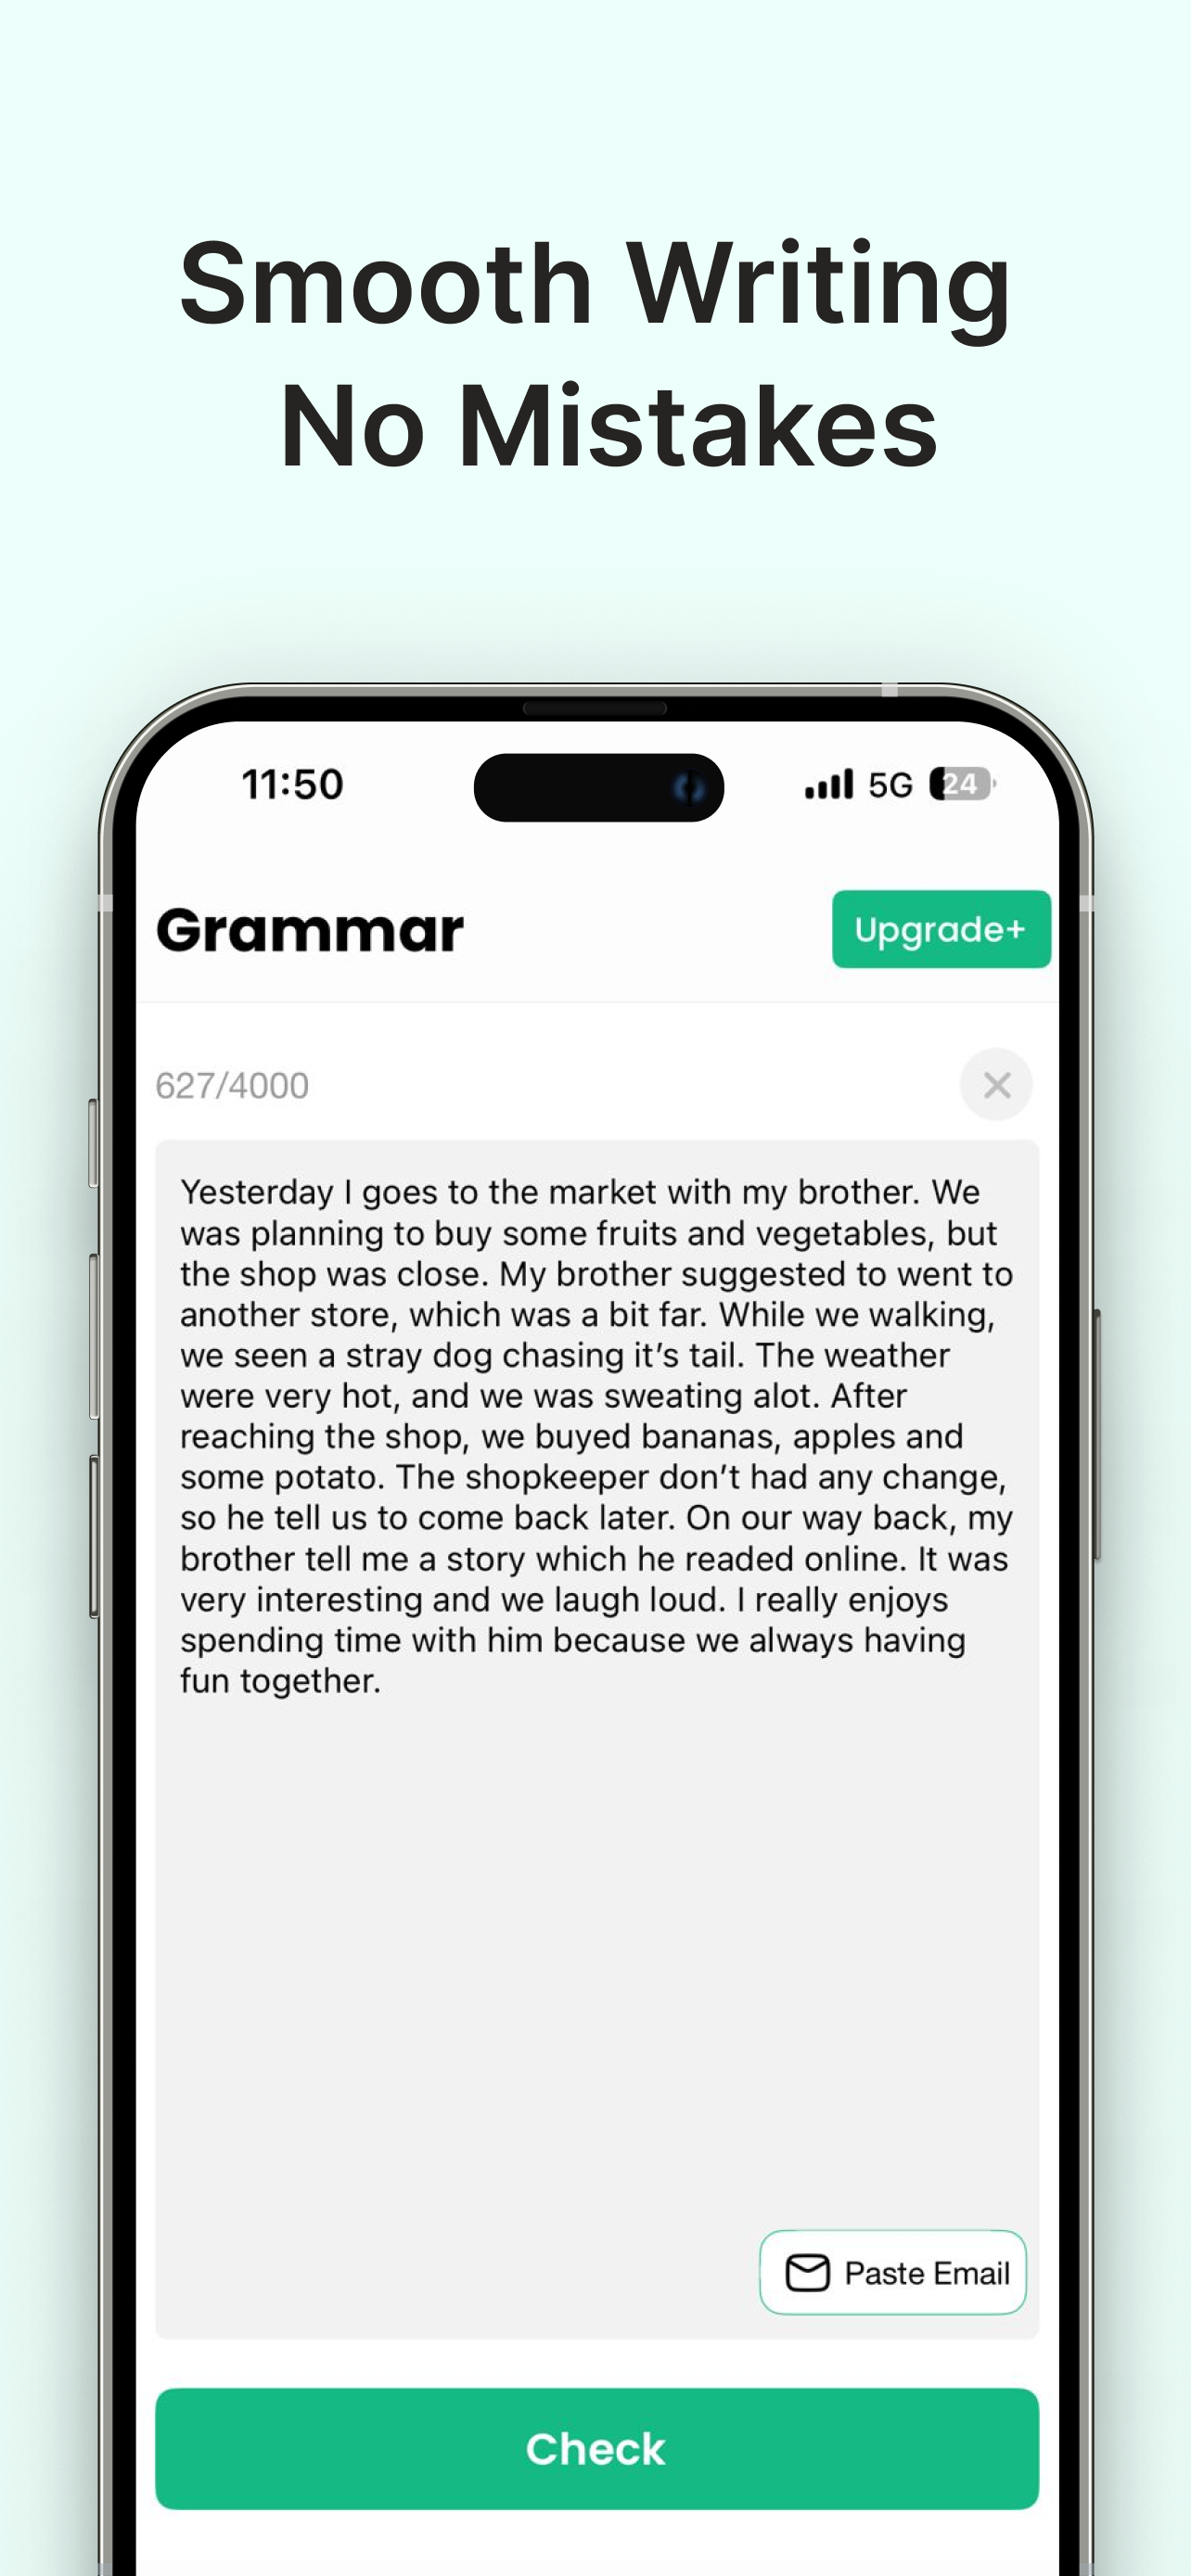 Smooth Writing
No Mistakes
11:50
5G
24
Grammar
Upgrade+
627/4000
Yesterday I goes to the market with my brother. We
was planning to buy some fruits and vegetables, but
the shop was close. My brother suggested to went to
another store, which was a bit far. While we walking,
we seen a stray dog chasing it’s tail. The weather
were very hot, and we was sweating alot. After
reaching the shop, we buyed bananas, apples and
some potato. The shopkeeper don’t had any change,
so he tell us to come back later. On our way back, my
brother tell me a story which he readed online. It was
very interesting and we laugh loud. I really enjoys
spending time with him because we always having
fun together.
Paste Email
Check